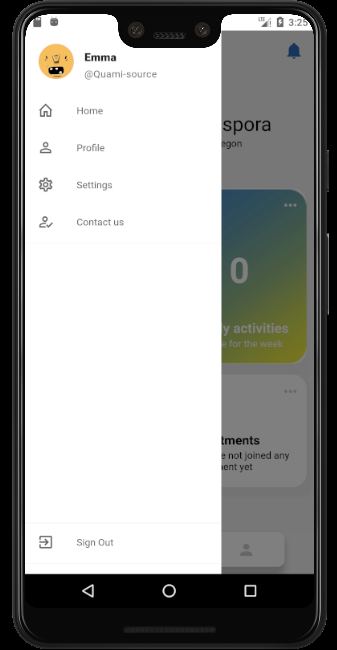 LTE 3:25
Emma
@Quami-source
Home
Profile
Settings
Contact us
Sign Out
spora
egon
0
y activities
e for the week
tments
e not joined any
ent yet